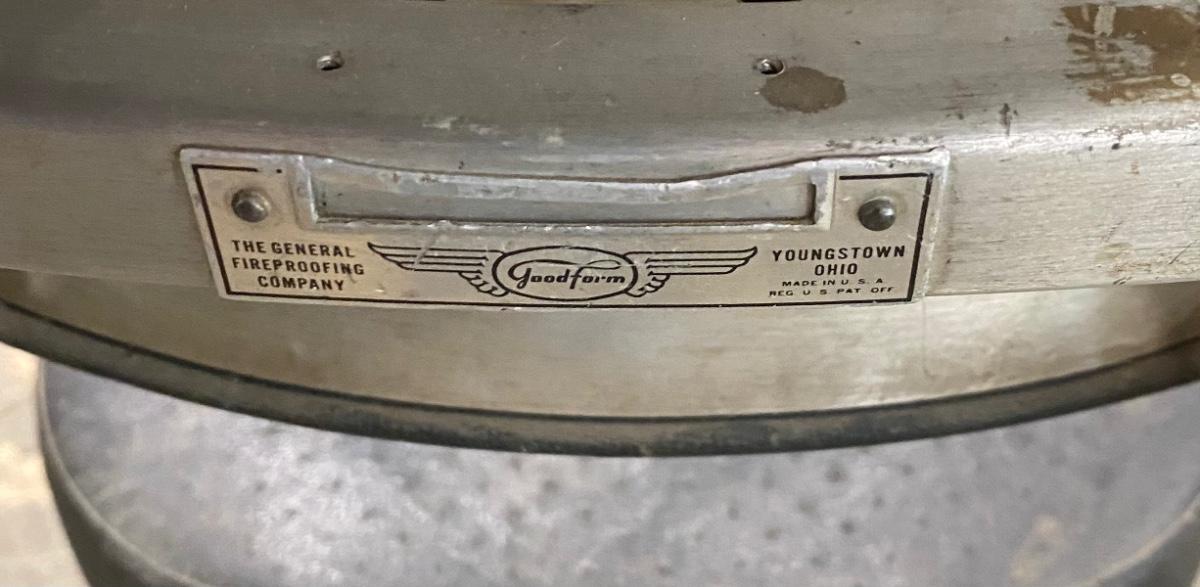 THE GENERAL
FIREPROOFING
COMPANY
Goodform
YOUNGSTOWN
OHIO
MADE IN U. S. A.
REG. U. S. PAT. OFF.